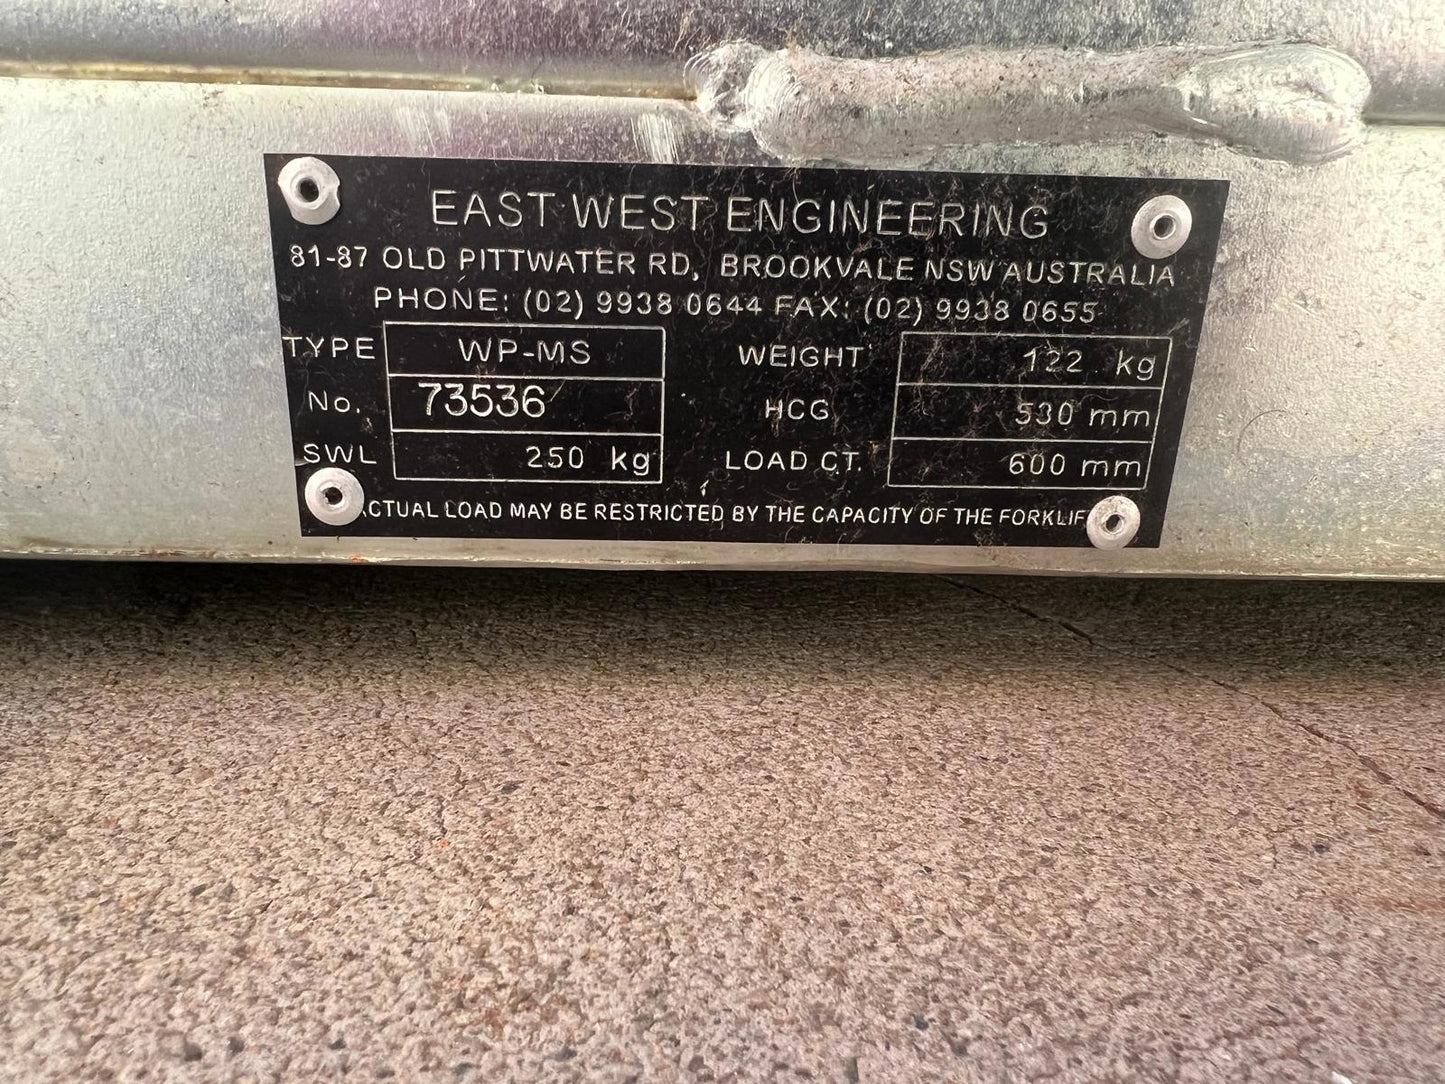 EAST WEST ENGINEERING
81-87 OLD PITTWATER RD, BROOKVALE NSW AUSTRALIA
PHONE: (02) 9938 0644 FAX: (02) 9938 0655
TYPE WP-MS WEIGHT 122 kg
No. 73536 HCG 530 mm
SWL 250 kg LOAD CT. 600 mm
ACTUAL LOAD MAY BE RESTRICTED BY THE CAPACITY OF THE FORKLIF